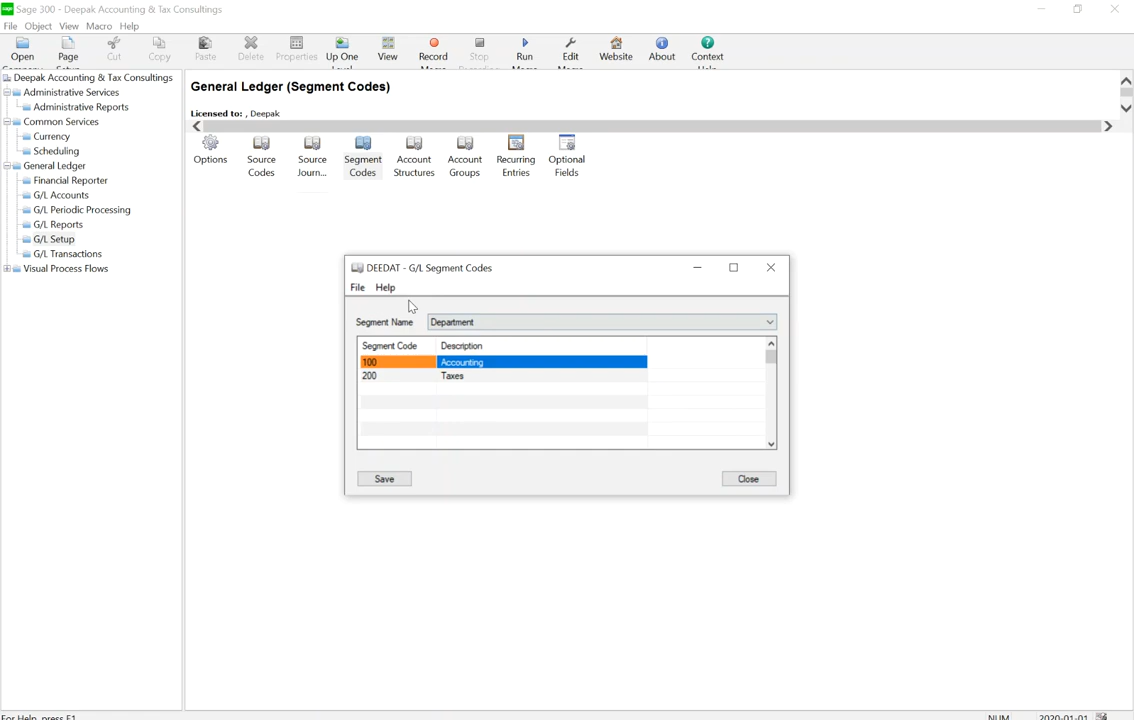 Sage 300 - Deepak Accounting & Tax Consultings
File Object View Macro Help
Open Page Cut Copy Paste Delete Properties Up One View Record Stop Run Edit Website About Context
Level
Deepak Accounting & Tax Consultings
Administrative Services
Administrative Reports
Common Services
Currency
Scheduling
General Ledger
Financial Reporter
G/L Accounts
G/L Periodic Processing
G/L Reports
G/L Setup
G/L Transactions
Visual Process Flows
General Ledger (Segment Codes)
Licensed to: , Deepak
Options Source Source Segment Account Account Recurring Optional
Codes Journ... Codes Structures Groups Entries Fields
DEEDAT - G/L Segment Codes
File Help
Segment Name Department
Segment Code Description
100 Accounting
200 Taxes
Save Close
For Help, press F1 NUM 2020-01-01